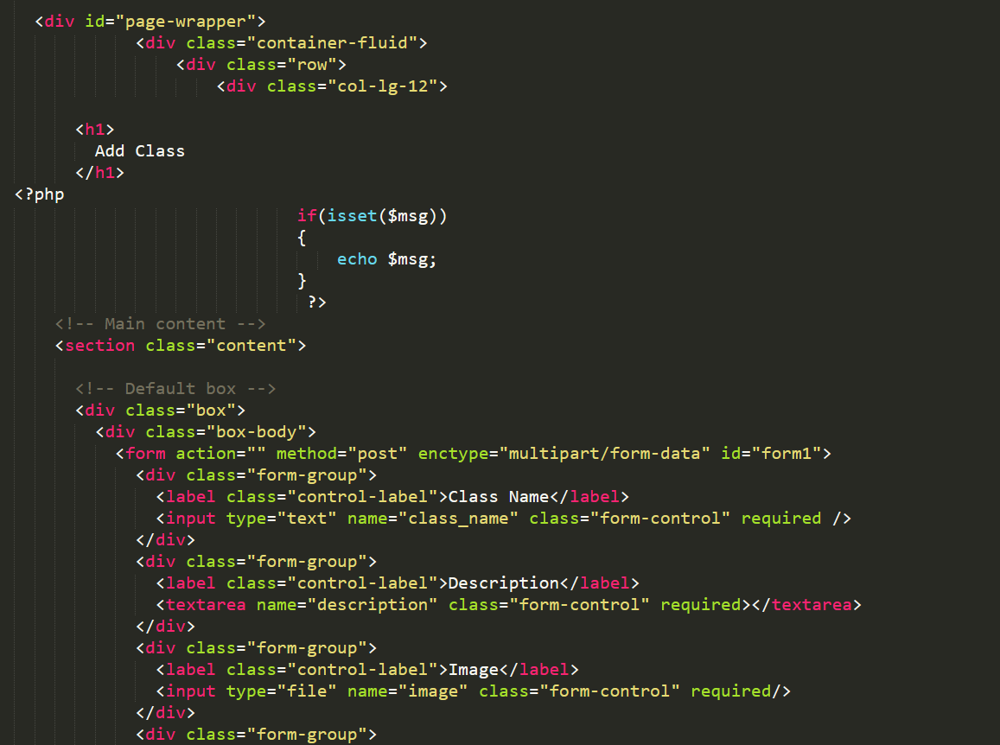 <div id="page-wrapper">
<div class="container-fluid">
<div class="row">
<div class="col-lg-12">
<h1>
Add Class
</h1>
<?php
if(isset($msg))
{
echo $msg;
}
?>
<!-- Main content -->
<section class="content">
<!-- Default box -->
<div class="box">
<div class="box-body">
<form action="" method="post" enctype="multipart/form-data" id="form1">
<div class="form-group">
<label class="control-label">Class Name</label>
<input type="text" name="class_name" class="form-control" required />
</div>
<div class="form-group">
<label class="control-label">Description</label>
<textarea name="description" class="form-control" required></textarea>
</div>
<div class="form-group">
<label class="control-label">Image</label>
<input type="file" name="image" class="form-control" required/>
</div>
<div class="form-group">